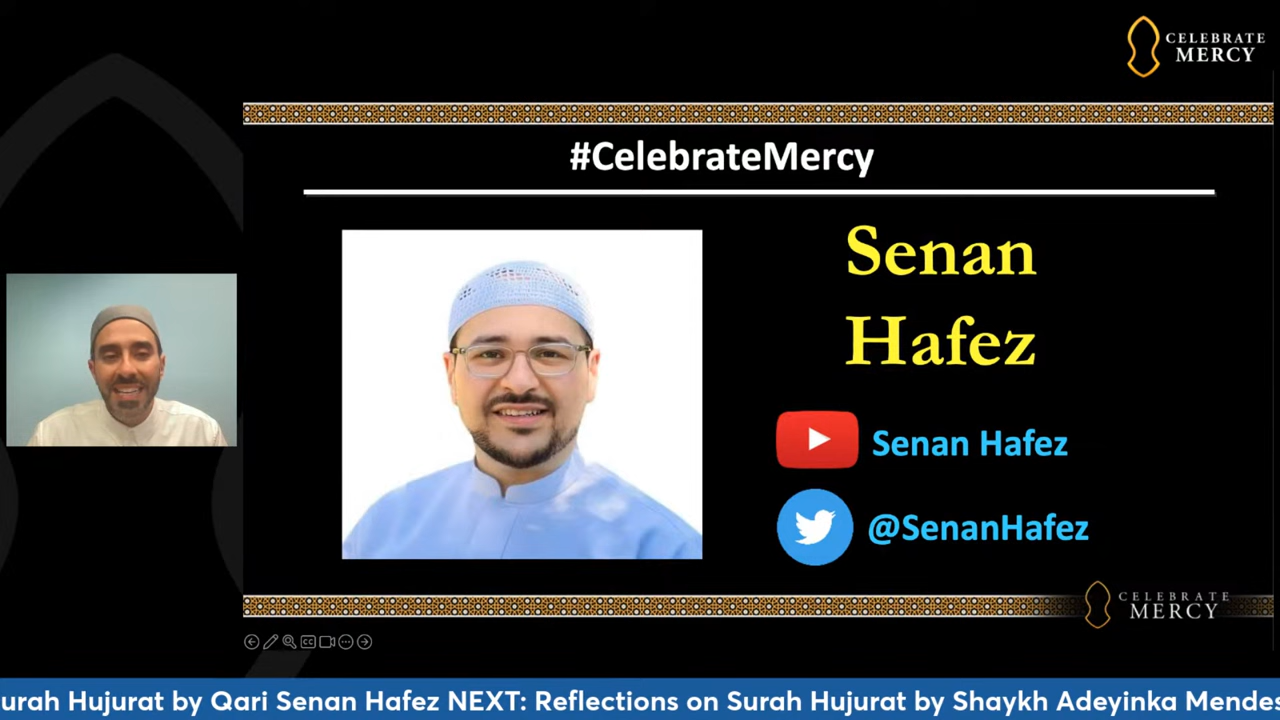 CELEBRATE
MERCY
#CelebrateMercy
Senan
Hafez
Senan Hafez
@SenanHafez
CELEBRATE
MERCY
CC
urah Hujurat by Qari Senan Hafez NEXT: Reflections on Surah Hujurat by Shaykh Adeyinka Mendes